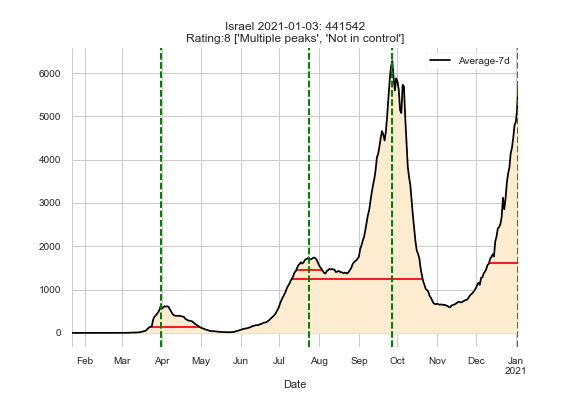 Israel 2021-01-03: 441542
Rating:8 ['Multiple peaks', 'Not in control']
Average-7d
6000
5000
4000
3000
2000
1000
0
Feb Mar Apr May Jun Jul Aug Sep Oct Nov Dec Jan
2021
Date